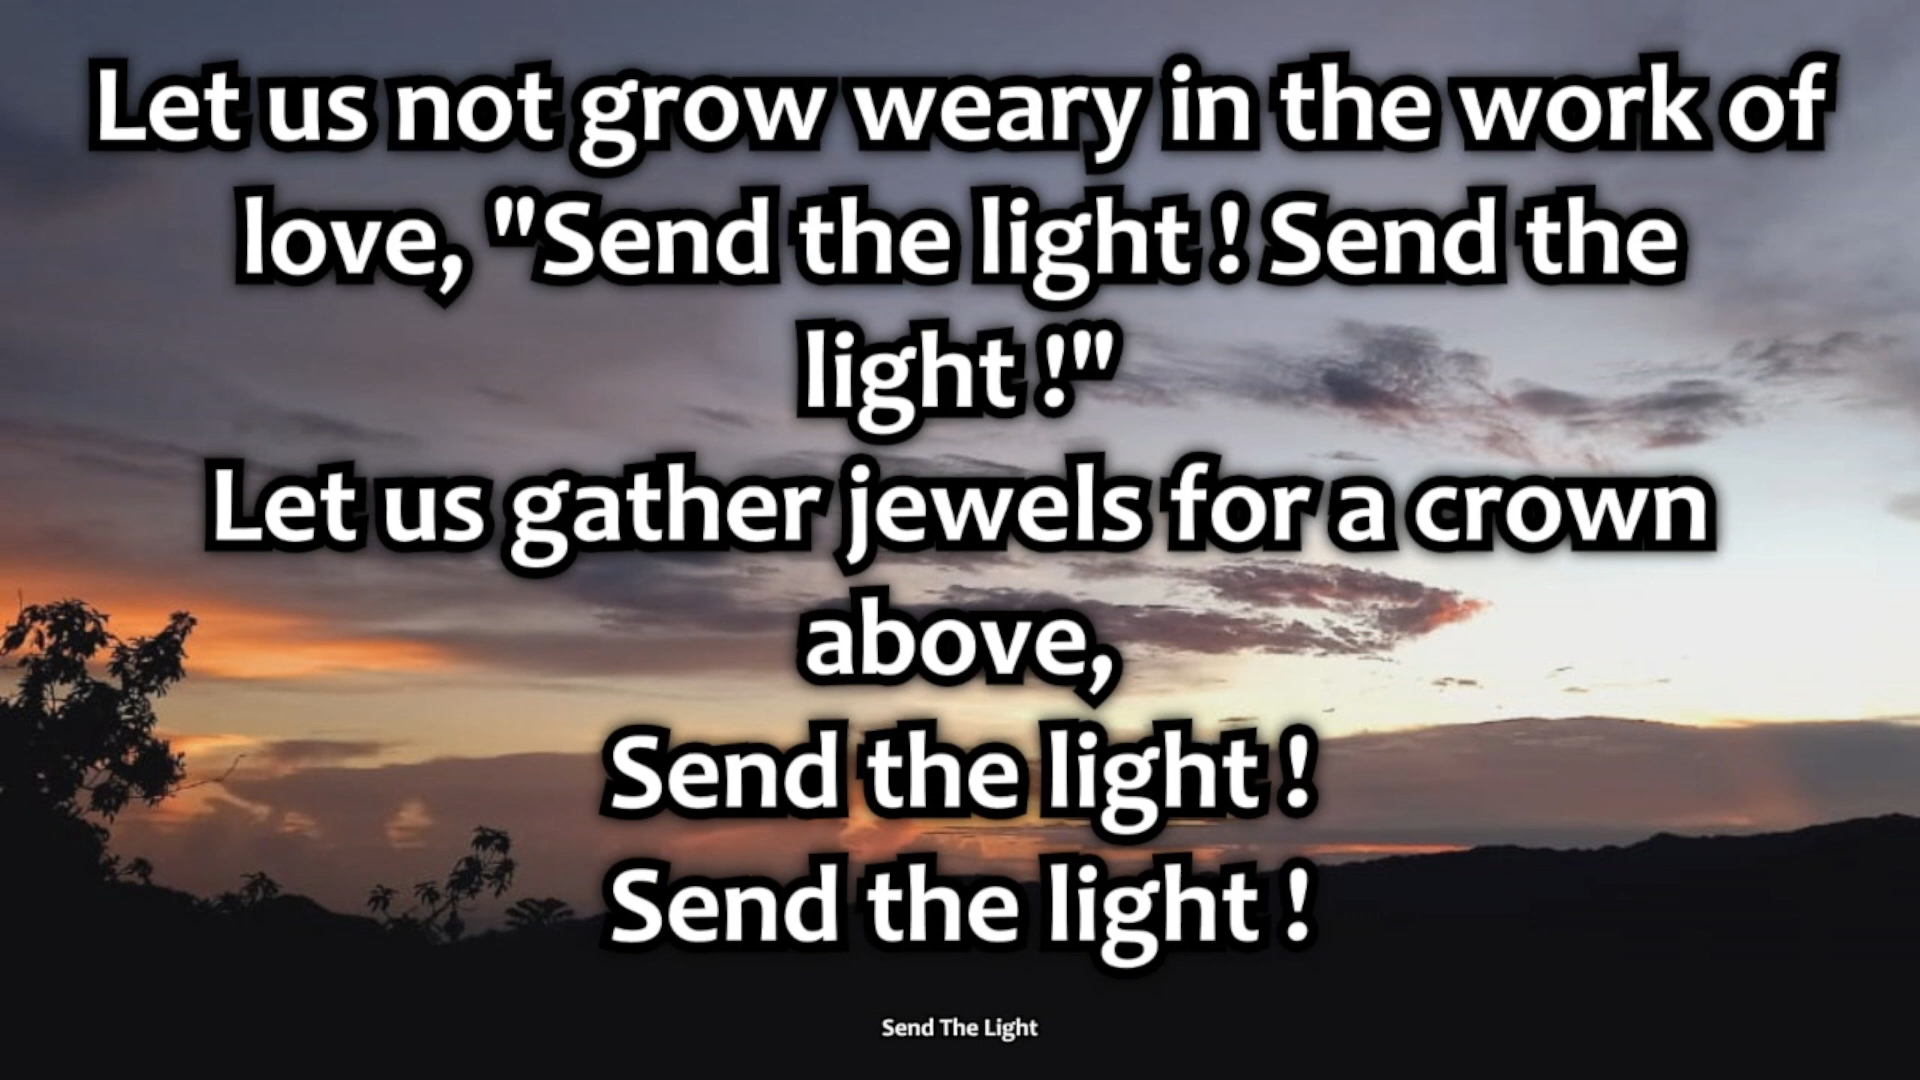 Let us not grow weary in the work of
love, "Send the light ! Send the
light !"
Let us gather jewels for a crown
above,
Send the light !
Send the light !
Send The Light